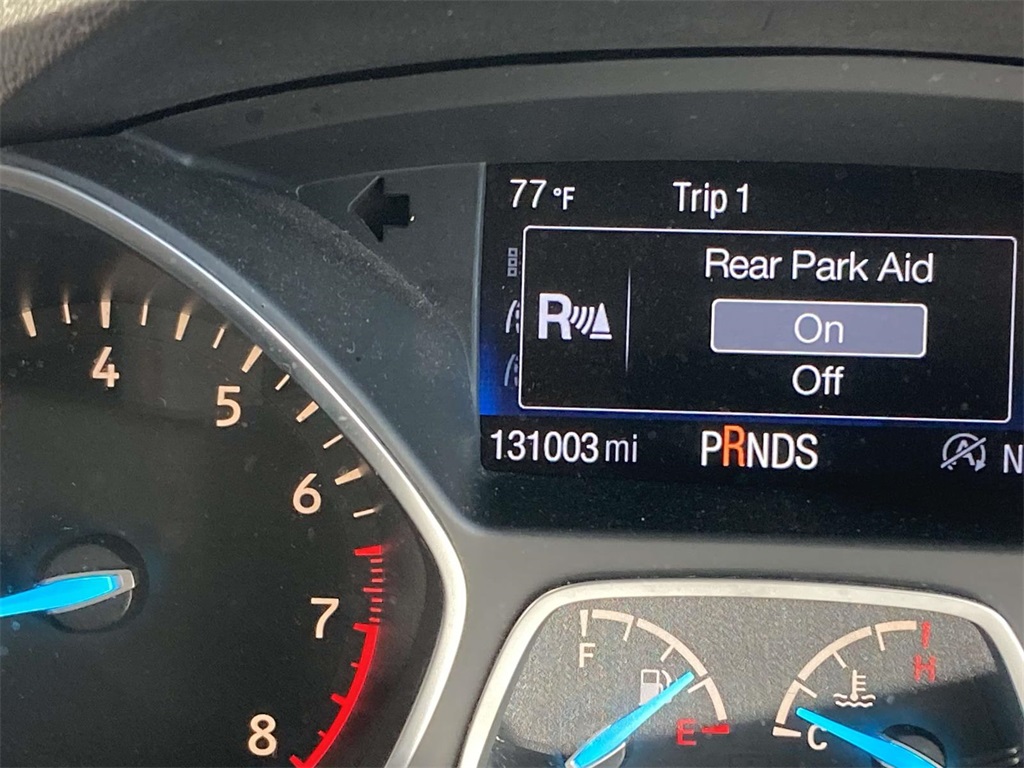 77 °F Trip 1
Rear Park Aid
R
On
Off
131003 mi PRNDS A N
4
5
6
7
8
F
E
H
C